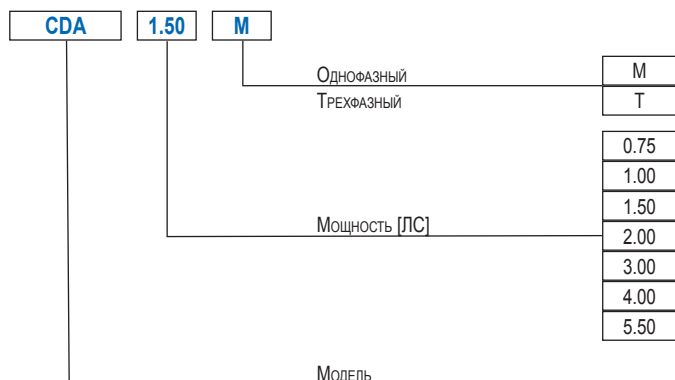 CDA 1.50 M
Однофазный M
Трехфазный T
0.75
1.00
1.50
Мощность [ЛС] 2.00
3.00
4.00
5.50
Модель